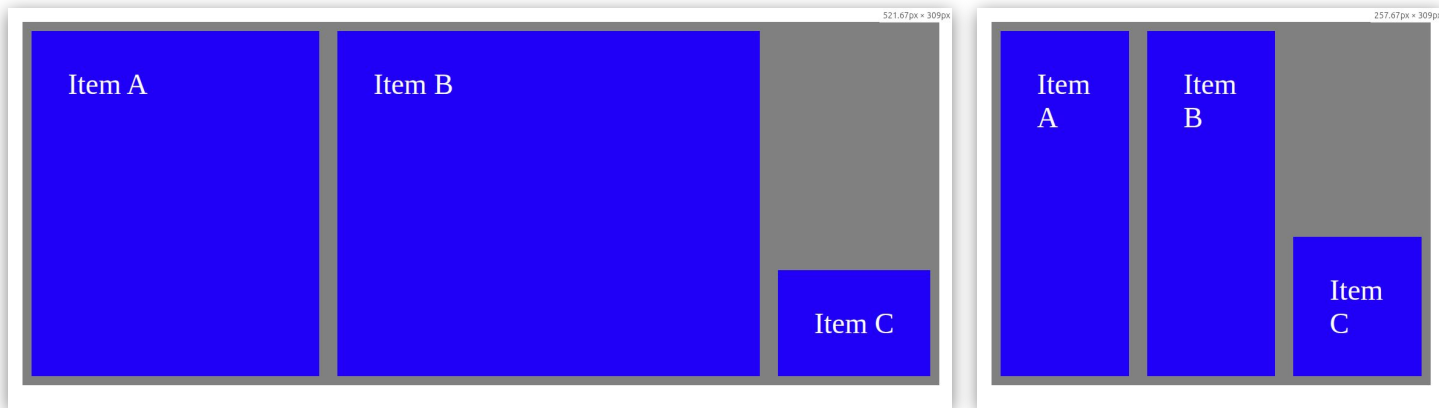 521.67px × 309px
Item A
Item B
Item C
257.67px × 309px
Item
A
Item
B
Item
C